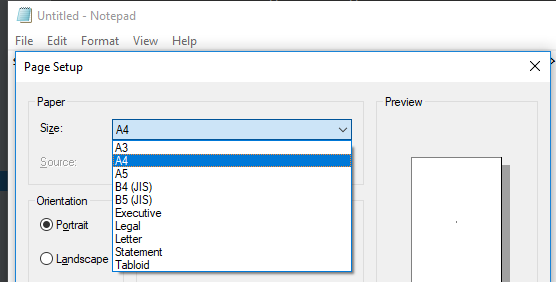 Untitled - Notepad
File Edit Format View Help
Page Setup
Paper
Preview
Size:
A4
A3
A4
Source:
A5
B4 (JIS)
B5 (JIS)
Orientation
Executive
Portrait
Legal
Letter
Landscape
Statement
Tabloid